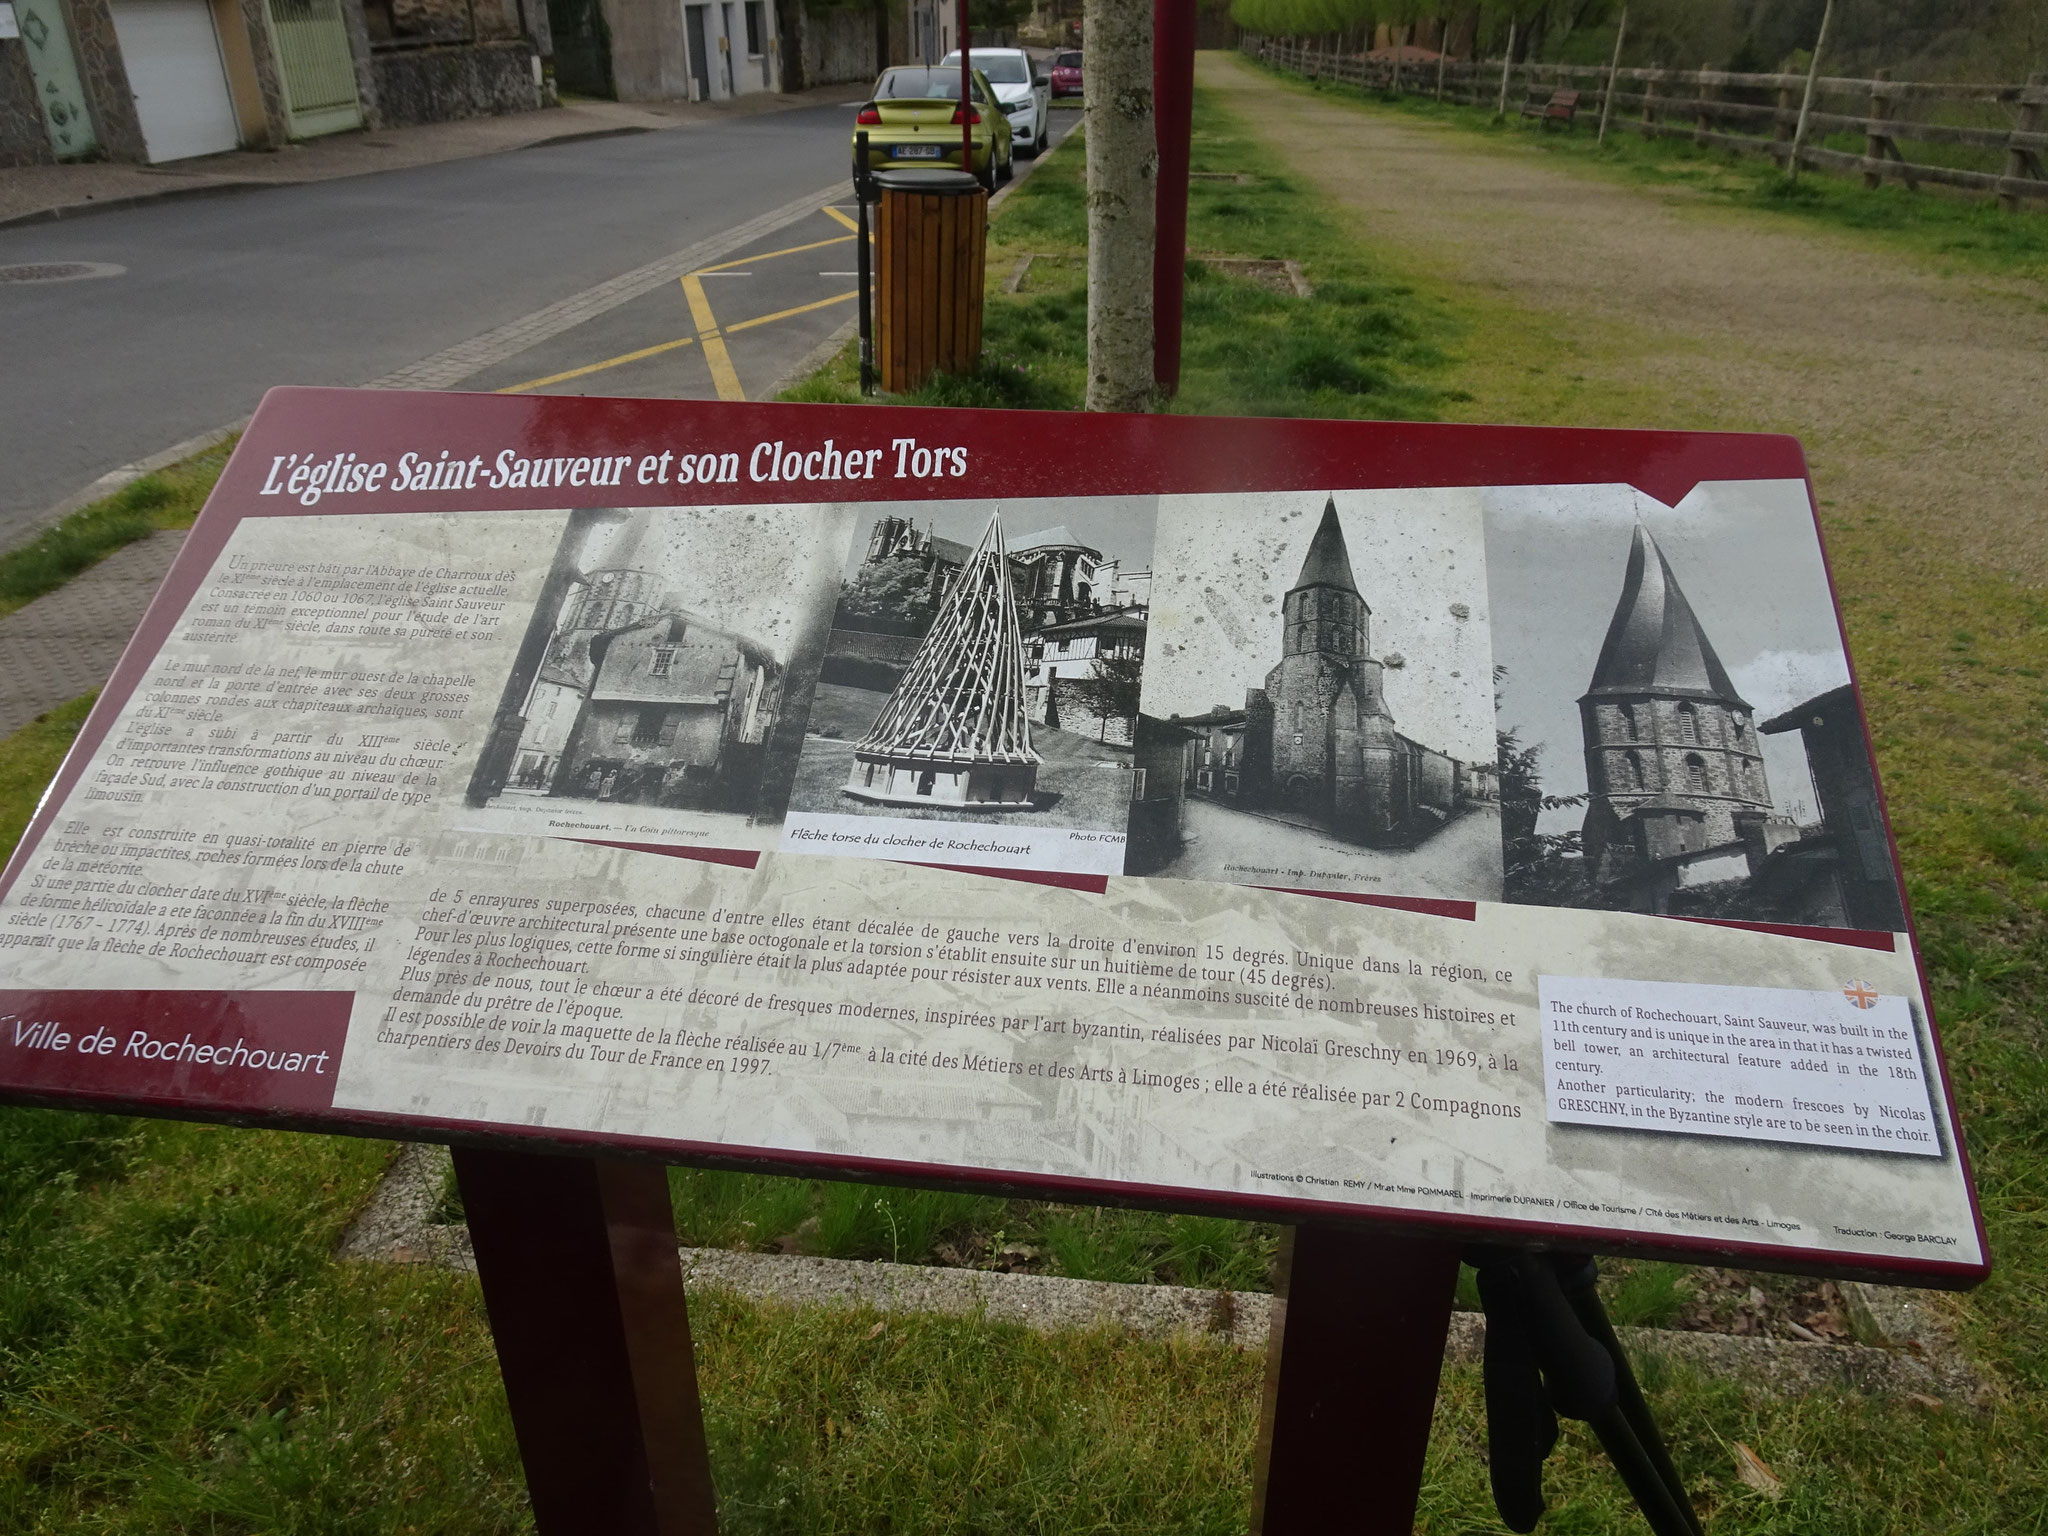 L'église Saint-Sauveur et son Clocher Tors
Un prieuré est bâti par l'Abbaye de Charroux dès
le XIème siècle à l'emplacement de l'église actuelle.
Consacrée en 1060 ou 1067, l'église Saint Sauveur
est un témoin exceptionnel pour l'étude de l'art
roman du XIème siècle, dans toute sa pureté et son
austérité.
Le mur nord de la nef, le mur ouest de la chapelle
nord et la porte d'entrée avec ses deux grosses
colonnes rondes aux chapiteaux archaïques, sont
du XIème siècle.
L'église a subi à partir du XIIIème siècle
d'importantes transformations au niveau du chœur.
On retrouve l'influence gothique au niveau de la
façade Sud, avec la construction d'un portail de type
limousin.
Elle est construite en quasi-totalité en pierre de
brèche ou impactites, roches formées lors de la chute
de la météorite.
Si une partie du clocher date du XVIème siècle, la flèche
de forme hélicoïdale a ete façonnée a la fin du XVIIIème
siècle (1767 - 1774). Après de nombreuses études, il
apparaît que la flèche de Rochechouart est composée
de 5 enrayures superposées, chacune d'entre elles étant décalée de gauche vers la droite d'environ 15 degrés. Unique dans la région, ce
chef-d'œuvre architectural présente une base octogonale et la torsion s'établit ensuite sur un huitième de tour (45 degrés).
Pour les plus logiques, cette forme si singulière était la plus adaptée pour résister aux vents. Elle a néanmoins suscité de nombreuses histoires et
légendes à Rochechouart.
Plus près de nous, tout le chœur a été décoré de fresques modernes, inspirées par l'art byzantin, réalisées par Nicolaï Greschny en 1969, à la
demande du prêtre de l'époque.
Il est possible de voir la maquette de la flèche réalisée au 1/7ème à la cité des Métiers et des Arts à Limoges ; elle a été réalisée par 2 Compagnons
charpentiers des Devoirs du Tour de France en 1997.
Rochechouart. — Un Coin pittoresque
Flêche torse du clocher de Rochechouart
Photo FCMB
Rochechouart - Imp. Dupanier, Frères
The church of Rochechouart, Saint Sauveur, was built in the
11th century and is unique in the area in that it has a twisted
bell tower, an architectural feature added in the 18th
century.
Another particularity; the modern frescoes by Nicolas
GRESCHNY, in the Byzantine style are to be seen in the choir.
Ville de Rochechouart
Illustrations © Christian REMY / Mr et Mme POMMAREL - Imprimerie DUPANIER / Office de Tourisme / Cité des Métiers et des Arts - Limoges
Traduction : George BARCLAY